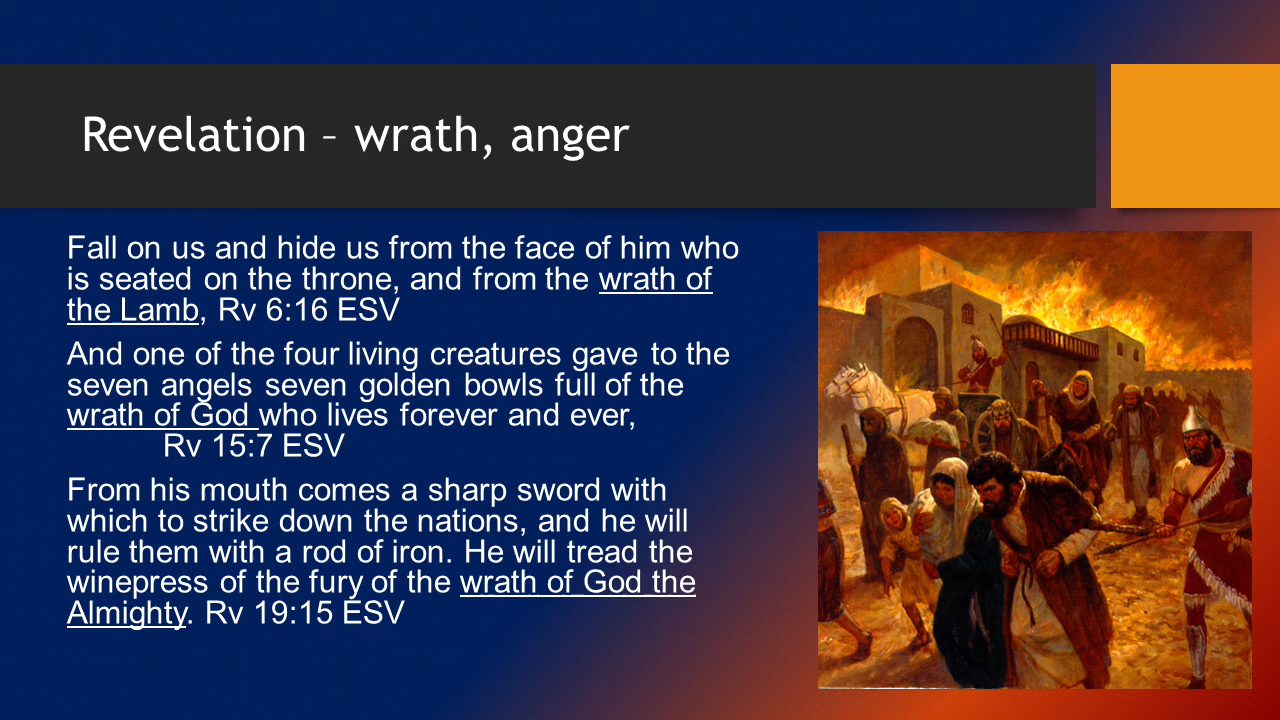 Revelation – wrath, anger
Fall on us and hide us from the face of him who
is seated on the throne, and from the wrath of
the Lamb, Rv 6:16 ESV
And one of the four living creatures gave to the
seven angels seven golden bowls full of the
wrath of God who lives forever and ever,
Rv 15:7 ESV
From his mouth comes a sharp sword with
which to strike down the nations, and he will
rule them with a rod of iron. He will tread the
winepress of the fury of the wrath of God the
Almighty. Rv 19:15 ESV